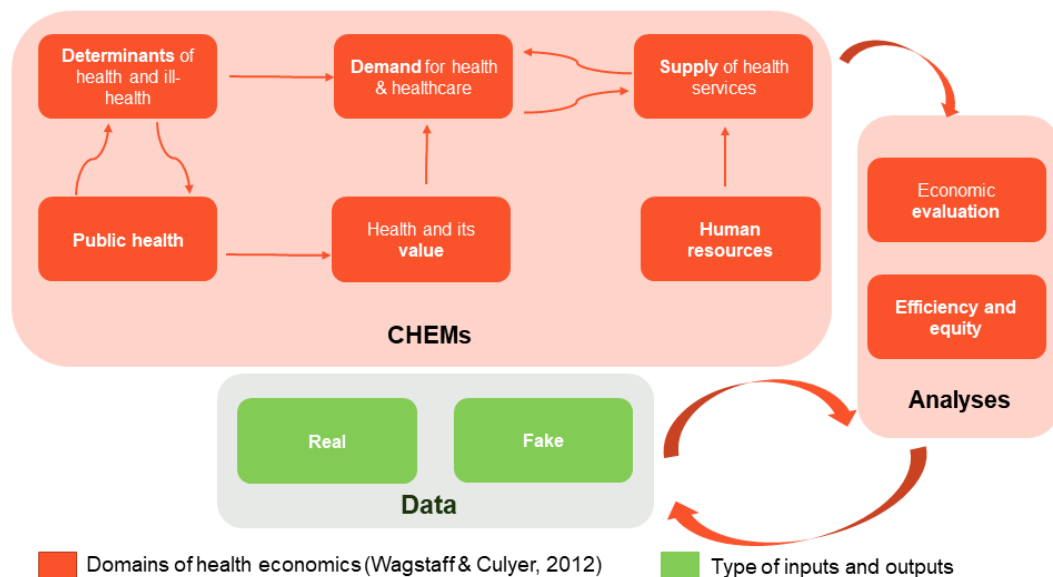 Determinants of
health and ill-
health
Demand for health
& healthcare
Supply of health
services
Public health
Health and its
value
Human
resources
CHEMs
Economic
evaluation
Efficiency and
equity
Analyses
Real
Fake
Data
Domains of health economics (Wagstaff & Culyer, 2012)
Type of inputs and outputs